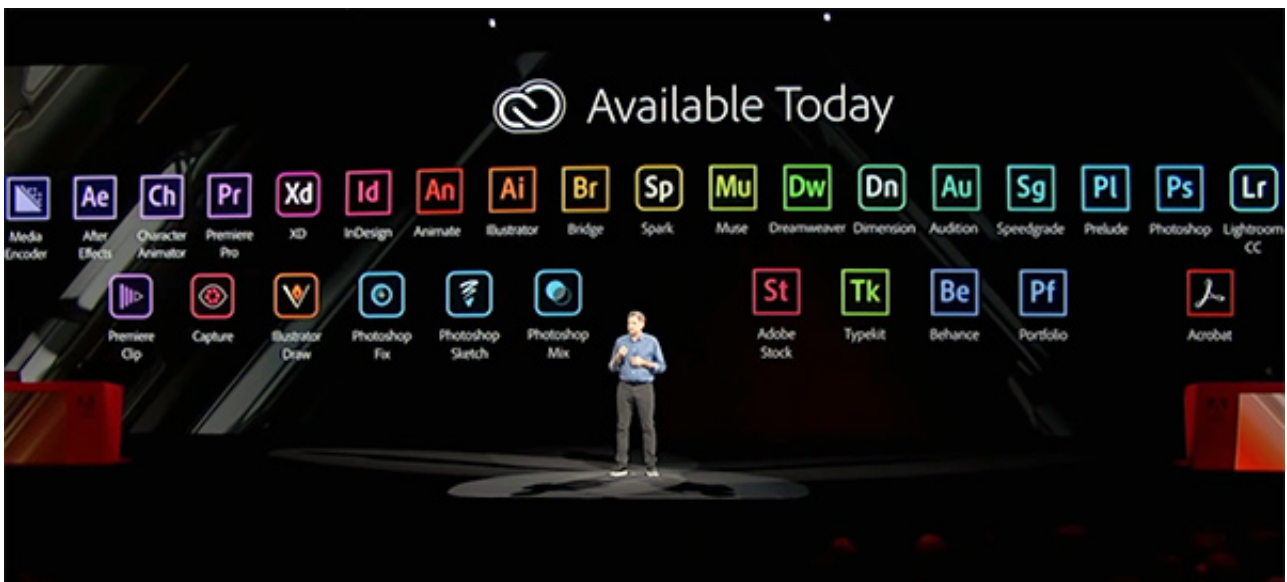 Available Today
Ae Ch Pr Xd Id An Ai Br Sp Mu Dw Dn Au Sg Pl Ps Lr
Media Encoder After Effects Character Animator Premiere Pro XD InDesign Animate Illustrator Bridge Spark Muse Dreamweaver Dimension Audition Speedgrade Prelude Photoshop Lightroom CC
St Tk Be Pf
Premiere Clip Capture Illustrator Draw Photoshop Fix Photoshop Sketch Photoshop Mix Adobe Stock Typekit Behance Portfolio Acrobat